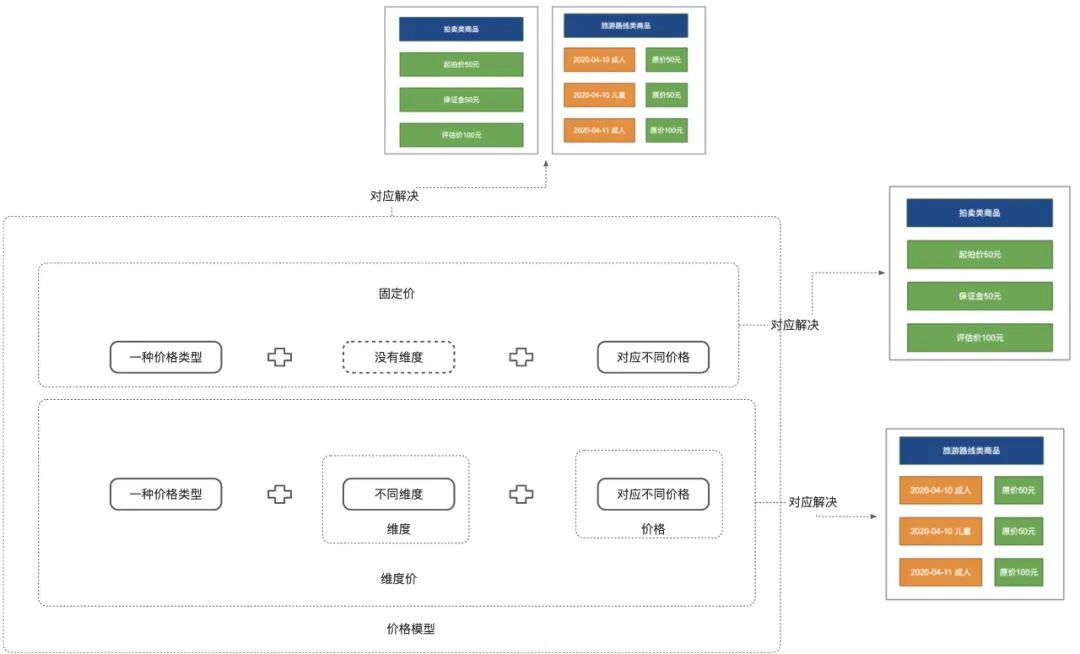 拍卖类商品
起拍价50元
保证金50元
评估价100元
旅游路线类商品
2020-04-10 成人 原价50元
2020-04-10 儿童 原价50元
2020-04-11 成人 原价100元
对应解决
固定价
一种价格类型 没有维度 对应不同价格
对应解决
拍卖类商品
起拍价50元
保证金50元
评估价100元
一种价格类型 不同维度 对应不同价格
维度 价格
维度价
价格模型
对应解决
旅游路线类商品
2020-04-10 成人 原价50元
2020-04-10 儿童 原价50元
2020-04-11 成人 原价100元